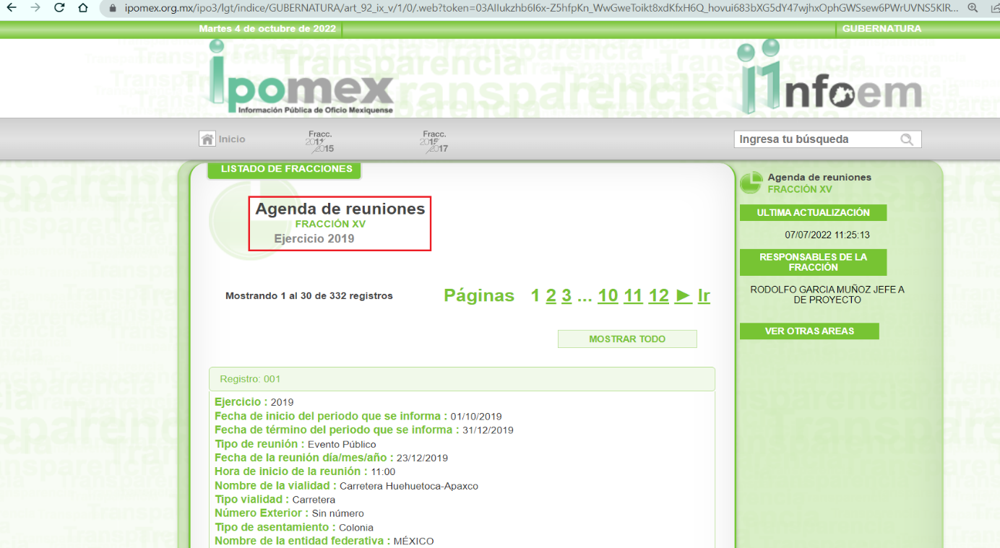 ipomex.org.mx/ipo3/lgt/indice/GUBERNATURA/art_92_ix_v/1/0/.web?token=03AIIukzhb6I6x-Z5hfpKn_WwGweToikt8xdKfxH6Q_hovui683bXG5dY47wjhxOphGWSsew6PWrUVNS5KlR...
Martes 4 de octubre de 2022 GUBERNATURA
Transparencia
ipomex
Información Pública de Oficio Mexiquense
infoem
Inicio
Fracc.
2015
Fracc.
2017
Ingresa tu búsqueda
LISTADO DE FRACCIONES
Agenda de reuniones
FRACCIÓN XV
Ejercicio 2019
Mostrando 1 al 30 de 332 registros
Páginas 1 2 3 ... 10 11 12 ► Ir
MOSTRAR TODO
Registro: 001
Ejercicio : 2019
Fecha de inicio del periodo que se informa : 01/10/2019
Fecha de término del periodo que se informa : 31/12/2019
Tipo de reunión : Evento Público
Fecha de la reunión día/mes/año : 23/12/2019
Hora de inicio de la reunión : 11:00
Nombre de la vialidad : Carretera Huehuetoca-Apaxco
Tipo vialidad : Carretera
Número Exterior : Sin número
Tipo de asentamiento : Colonia
Nombre de la entidad federativa : MÉXICO
Agenda de reuniones
FRACCIÓN XV
ULTIMA ACTUALIZACIÓN
07/07/2022 11:25:13
RESPONSABLES DE LA
FRACCIÓN
RODOLFO GARCIA MUÑOZ JEFE A
DE PROYECTO
VER OTRAS AREAS